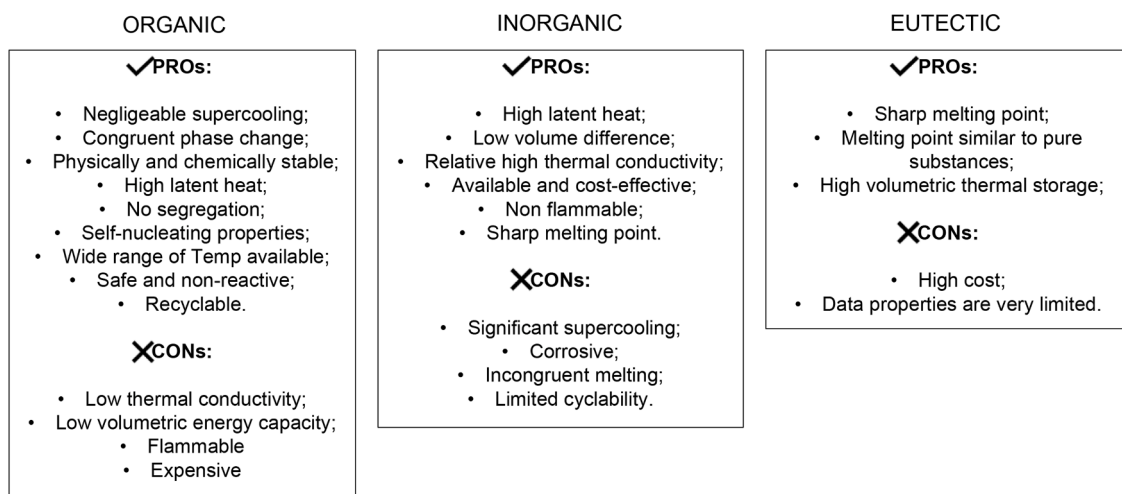 ORGANIC
✓PROs:
• Negligeable supercooling;
• Congruent phase change;
• Physically and chemically stable;
• High latent heat;
• No segregation;
• Self-nucleating properties;
• Wide range of Temp available;
• Safe and non-reactive;
• Recyclable.
✕CONs:
• Low thermal conductivity;
• Low volumetric energy capacity;
• Flammable
• Expensive
INORGANIC
✓PROs:
• High latent heat;
• Low volume difference;
• Relative high thermal conductivity;
• Available and cost-effective;
• Non flammable;
• Sharp melting point.
✕CONs:
• Significant supercooling;
• Corrosive;
• Incongruent melting;
• Limited cyclability.
EUTECTIC
✓PROs:
• Sharp melting point;
• Melting point similar to pure
substances;
• High volumetric thermal storage;
✕CONs:
• High cost;
• Data properties are very limited.